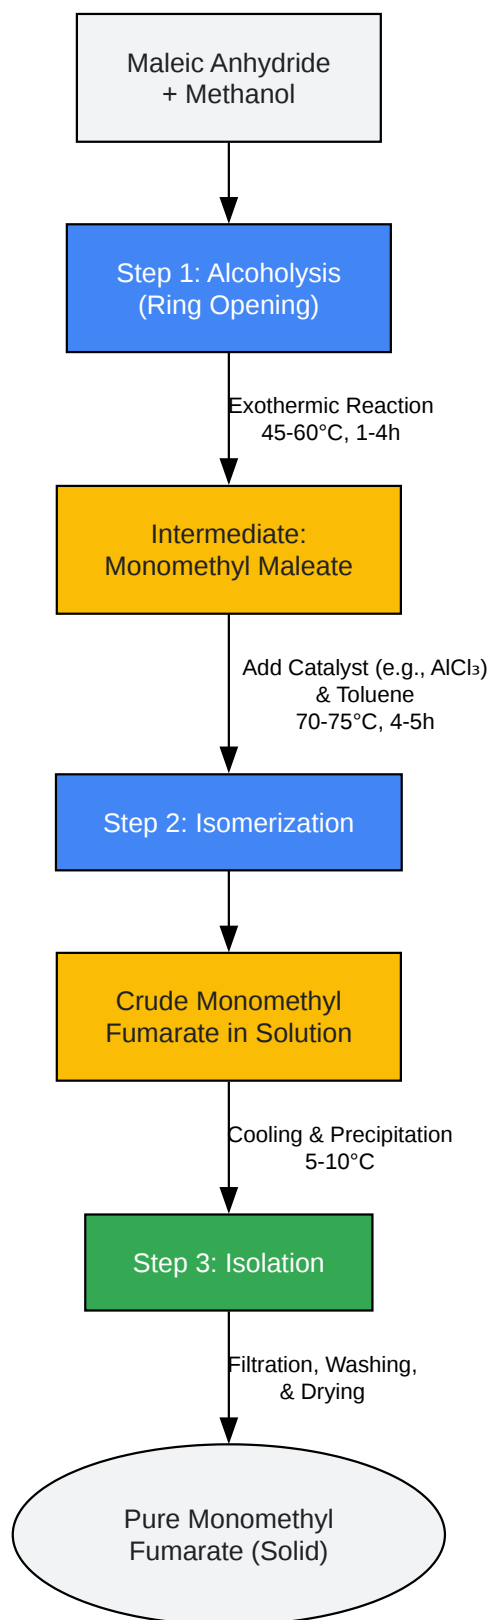 Maleic Anhydride
+ Methanol
Step 1: Alcoholysis
(Ring Opening)
Exothermic Reaction
45-60°C, 1-4h
Intermediate:
Monomethyl Maleate
Add Catalyst (e.g., AlCl₃)
& Toluene
70-75°C, 4-5h
Step 2: Isomerization
Crude Monomethyl
Fumarate in Solution
Cooling & Precipitation
5-10°C
Step 3: Isolation
Filtration, Washing,
& Drying
Pure Monomethyl
Fumarate (Solid)